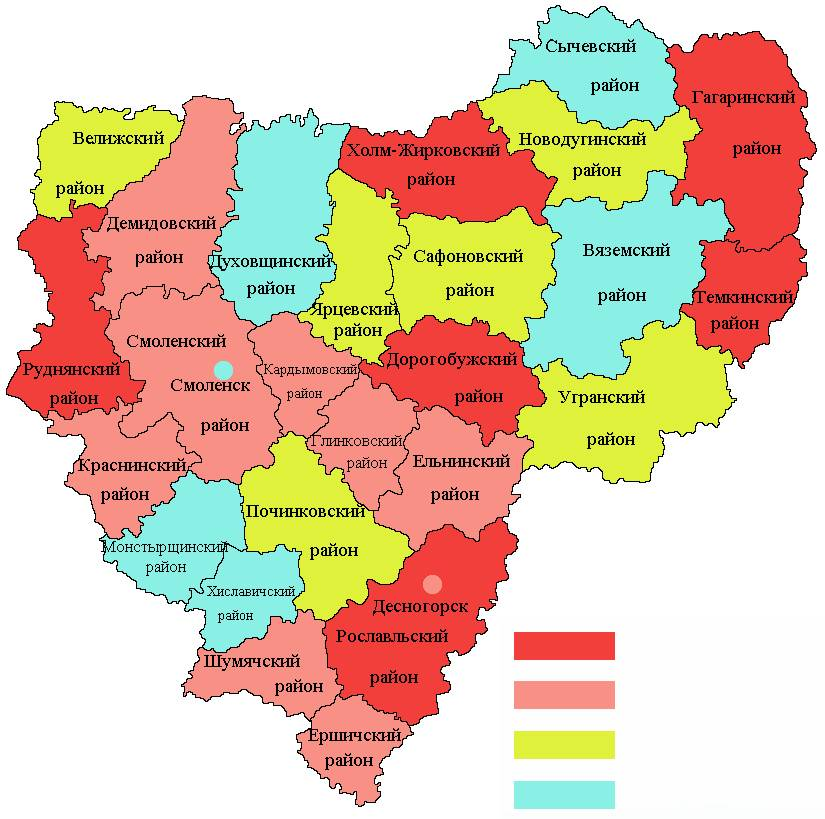 Сычевский
район
Гагаринский
район
Велижский
район
Холм-Жирковский
район
Новодугинский
район
Демидовский
район
Духовщинский
район
Сафоновский
район
Вяземский
район
Ярцевский
район
Темкинский
район
Руднянский
район
Смоленский
Смоленск
район
Кардымовский
район
Дорогобужский
район
Угранский
район
Глинковский
район
Ельнинский
район
Краснинский
район
Починковский
район
Монстырщинский
район
Хиславичский
район
Десногорск
Рославльский
район
Шумячский
район
Ершичский
район